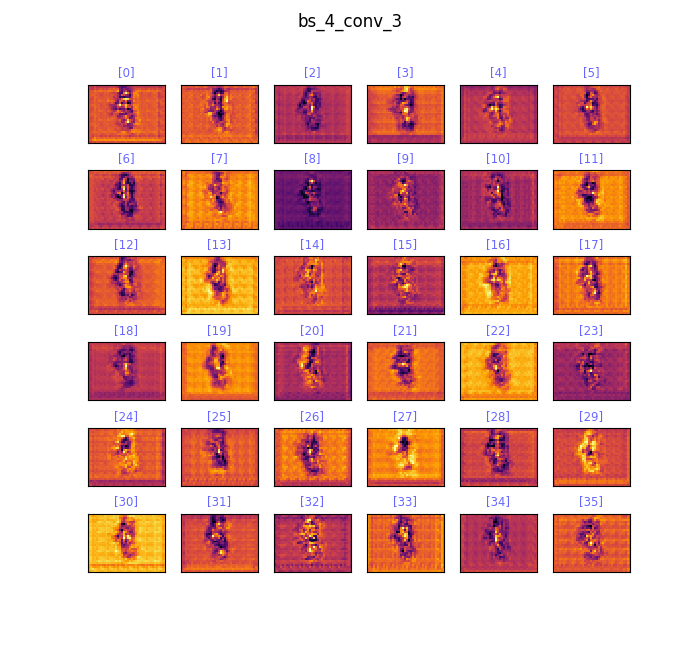 bs_4_conv_3
[0] [1] [2] [3] [4] [5]
[6] [7] [8] [9] [10] [11]
[12] [13] [14] [15] [16] [17]
[18] [19] [20] [21] [22] [23]
[24] [25] [26] [27] [28] [29]
[30] [31] [32] [33] [34] [35]